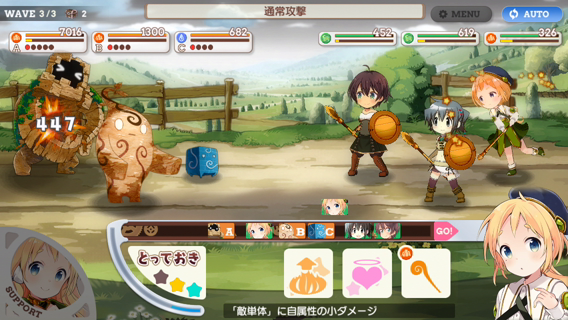 WAVE 3/3 2
通常攻撃
MENU
AUTO
7016
1300
682
452
619
326
A
B
C
447
A B C GO!
とっておき
SUPPORT
「敵単体」に自属性の小ダメージ